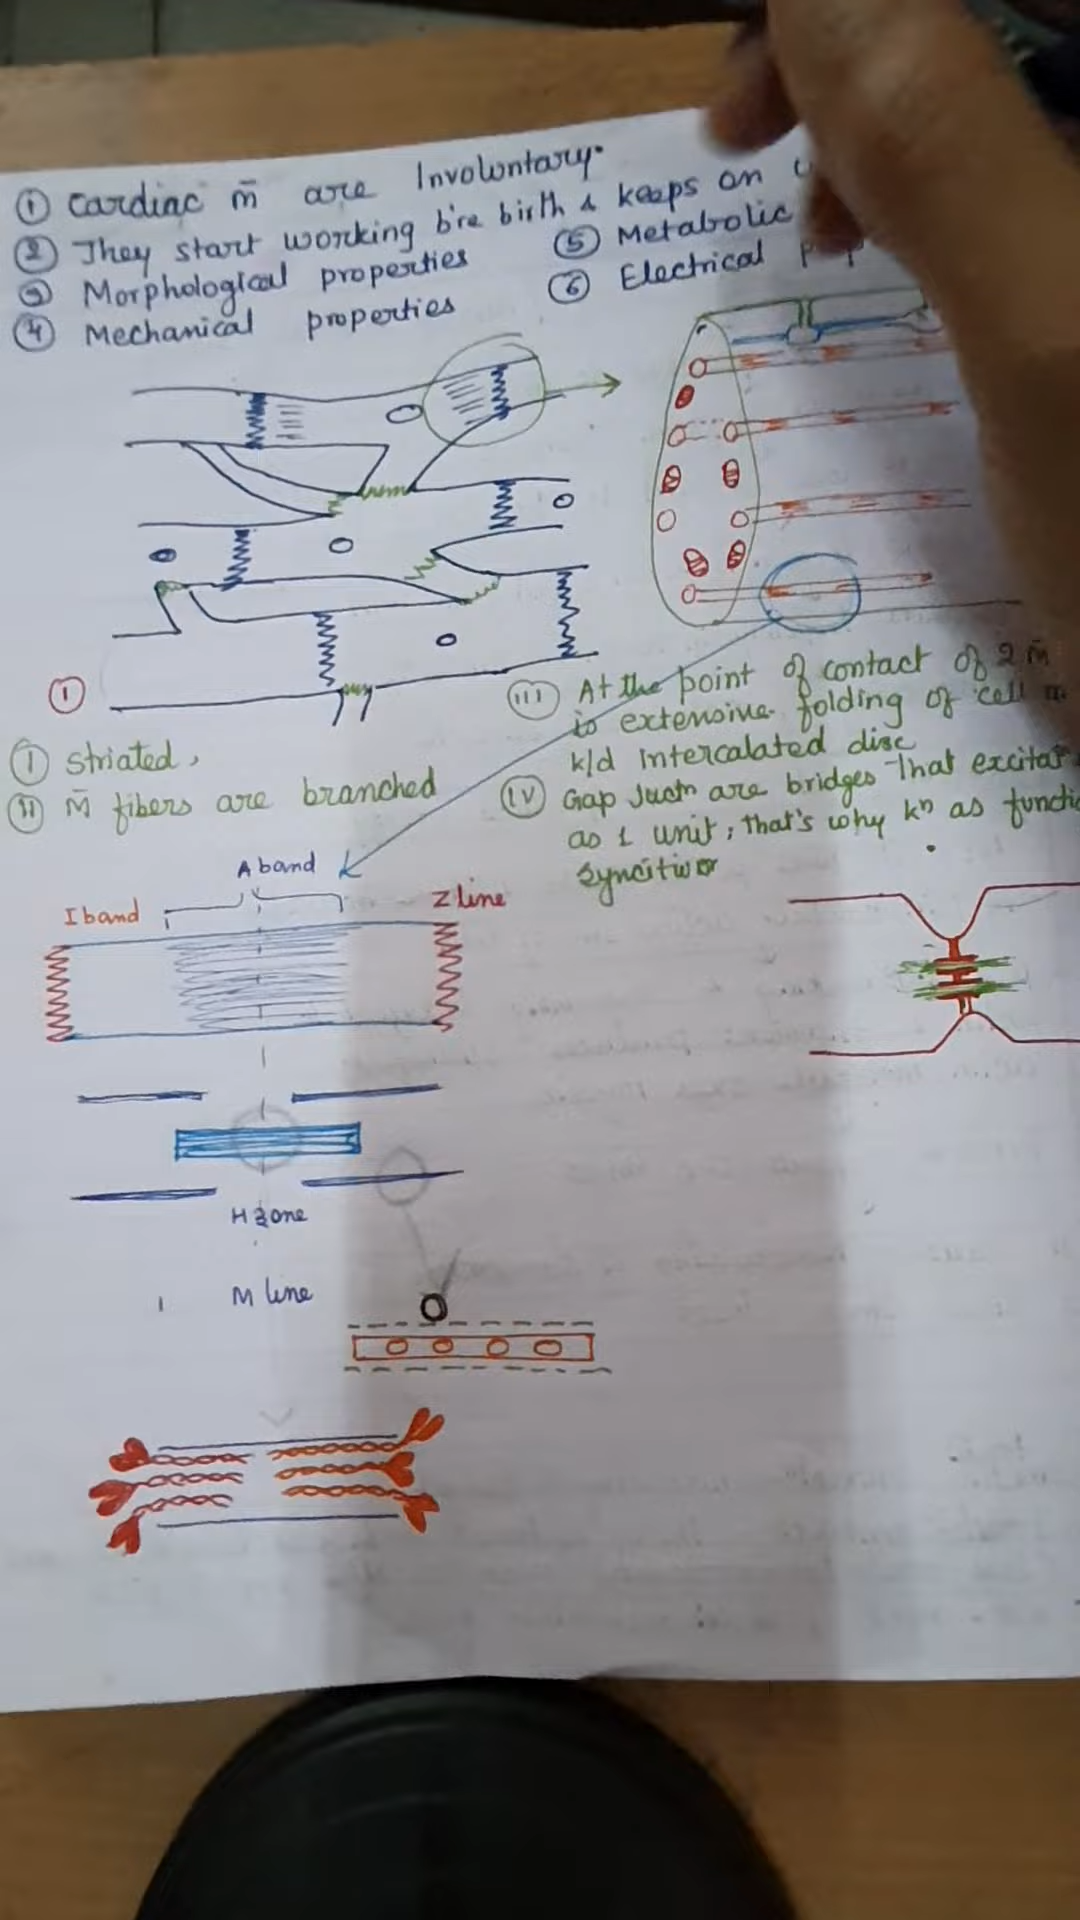 ① Cardiac m̄ are Involuntary.
② They start working b're birth & keeps on
③ Morphological properties
④ Mechanical properties
⑤ Metabolic
⑥ Electrical
①
Ⓘ striated,
ⓘⓘ m̄ fibers are branched
ⓘⓘⓘ At the point of contact of 2 m̄
is extensive folding of cell
k/d Intercalated disc
ⓘⓥ Gap Junctn are bridges That excitat
as 1 unit, that's why kn as functi
A band
I band
Z line
H zone
M line